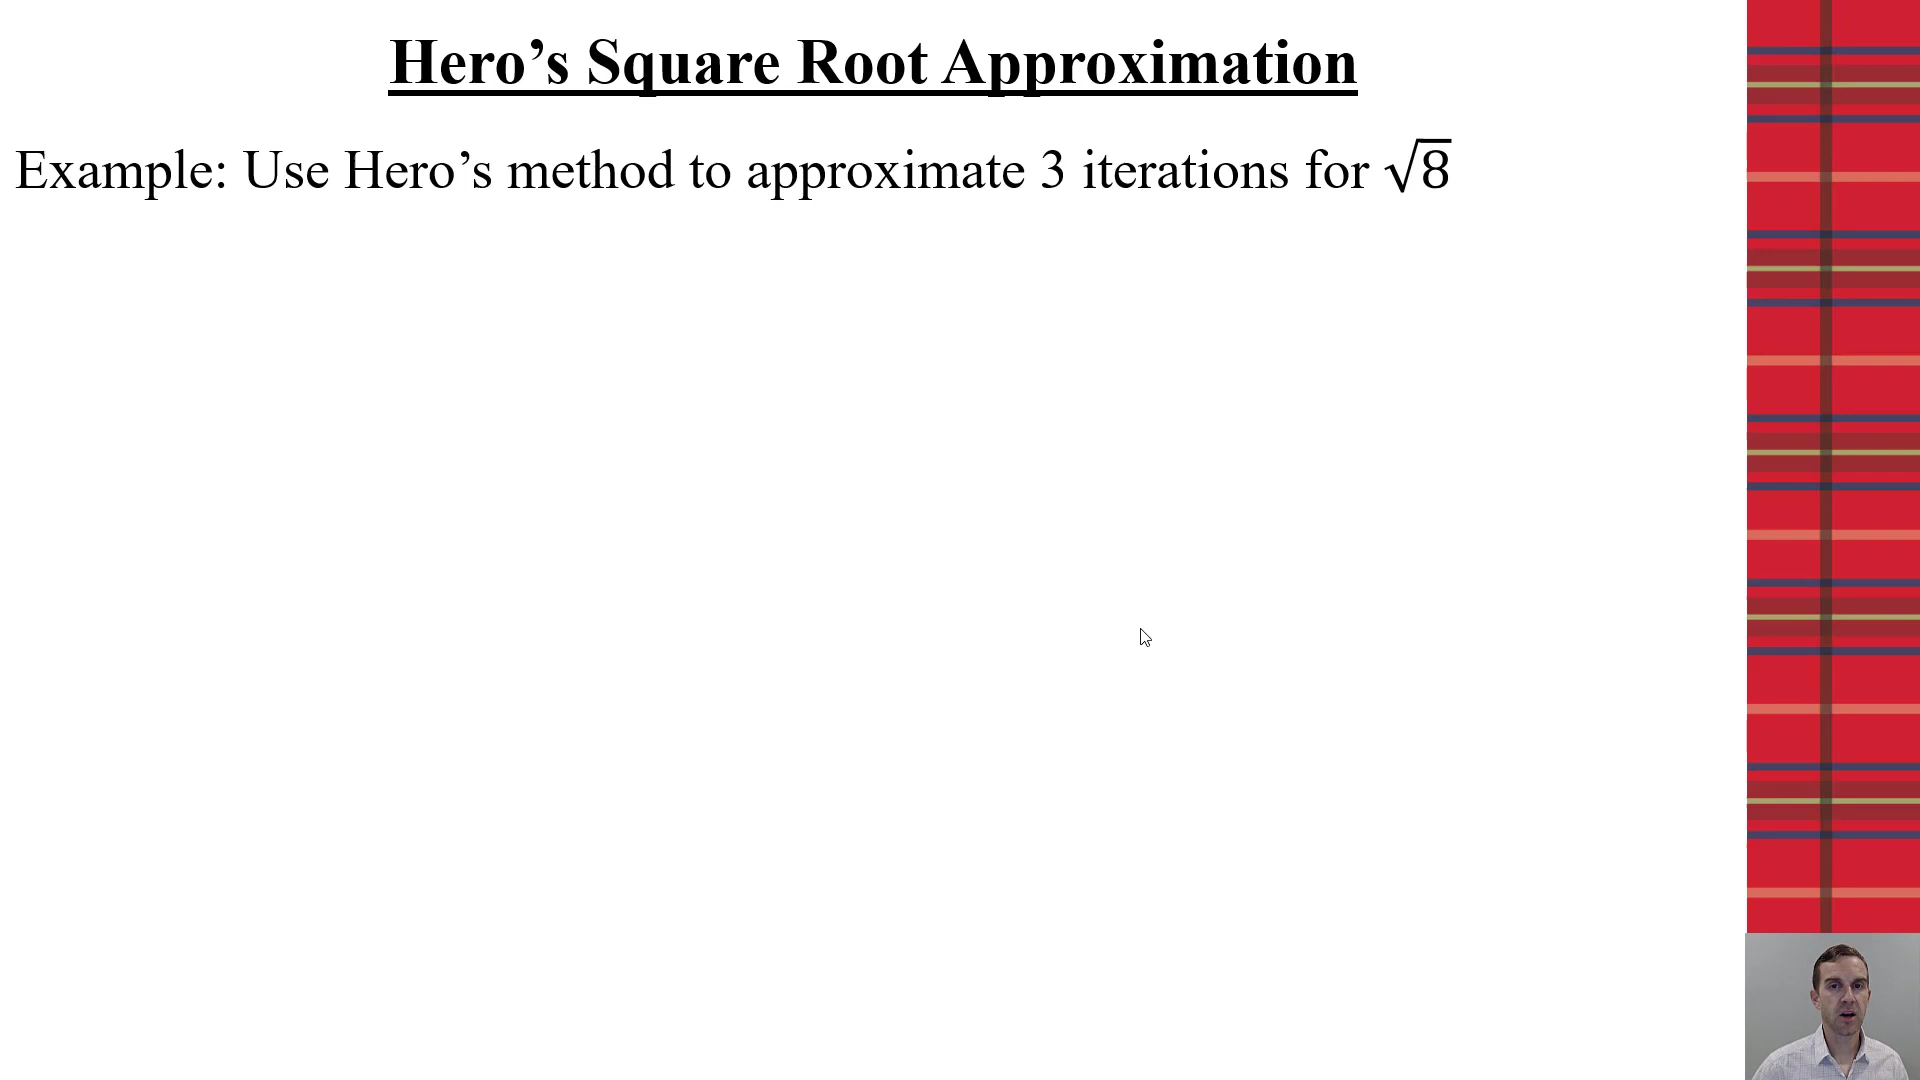 Hero’s Square Root Approximation
Example: Use Hero’s method to approximate 3 iterations for √8